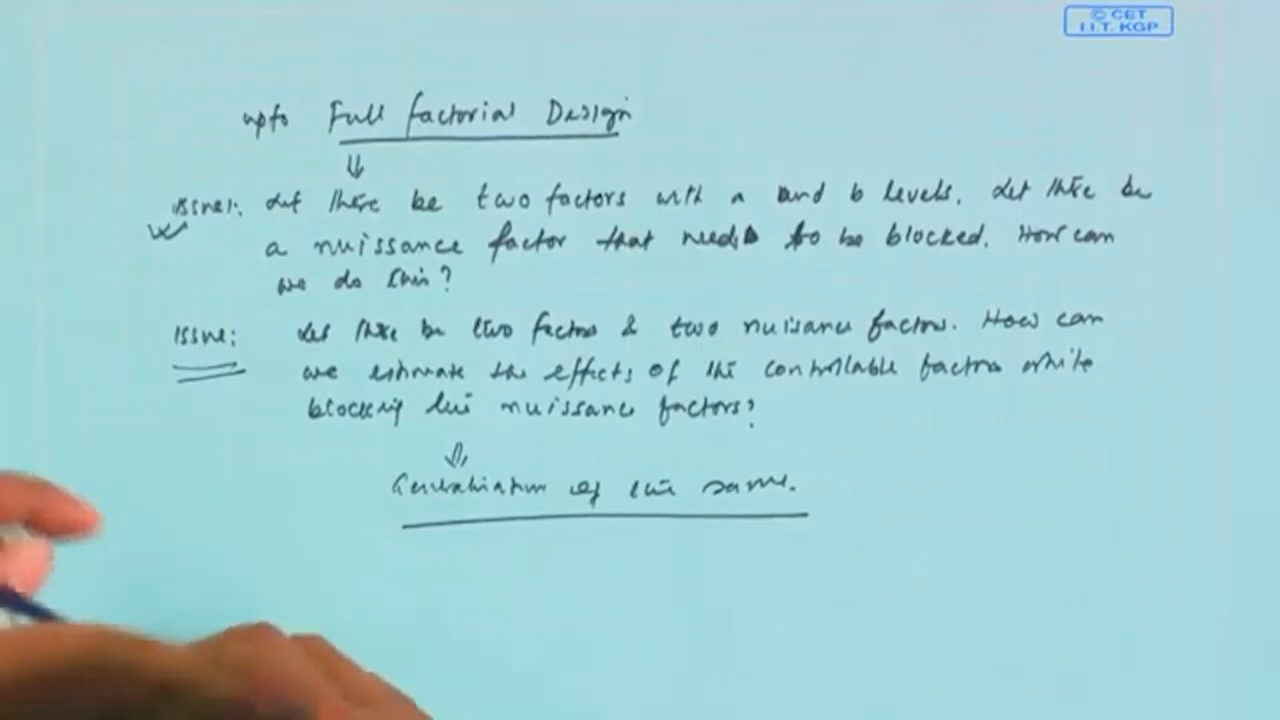 © CET
I.I.T. KGP
upto Full factorial Design
⇓
Issue1: Let there be two factors with a and b levels. Let there be
a nuissance factor that needs to be blocked. How can
we do this?
Issue: Let there be two factors & two nuisance factors. How can
we estimate the effects of the controllable factors while
blocking the nuissance factors?
⇓
Generalization of the same.